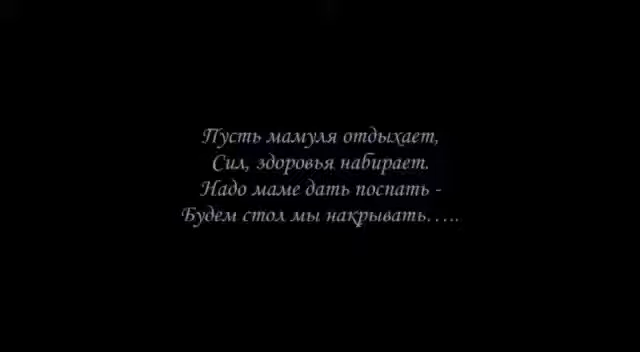 Пусть мамуля отдыхает,
Сил, здоровья набирает.
Надо маме дать поспать -
Будем стол мы накрывать.....